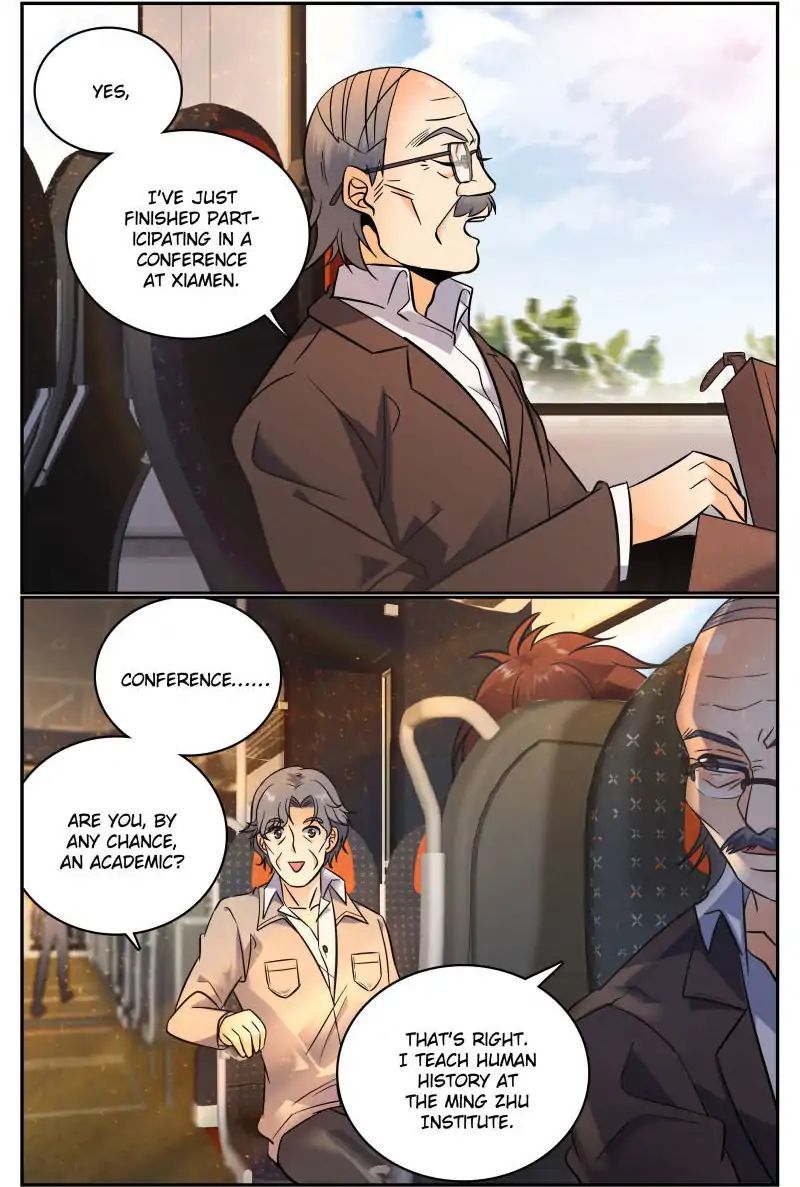 YES,
I'VE JUST
FINISHED PART-
ICIPATING IN A
CONFERENCE
AT XIAMEN.
CONFERENCE......
ARE YOU, BY
ANY CHANCE,
AN ACADEMIC?
THAT'S RIGHT.
I TEACH HUMAN
HISTORY AT
THE MING ZHU
INSTITUTE.